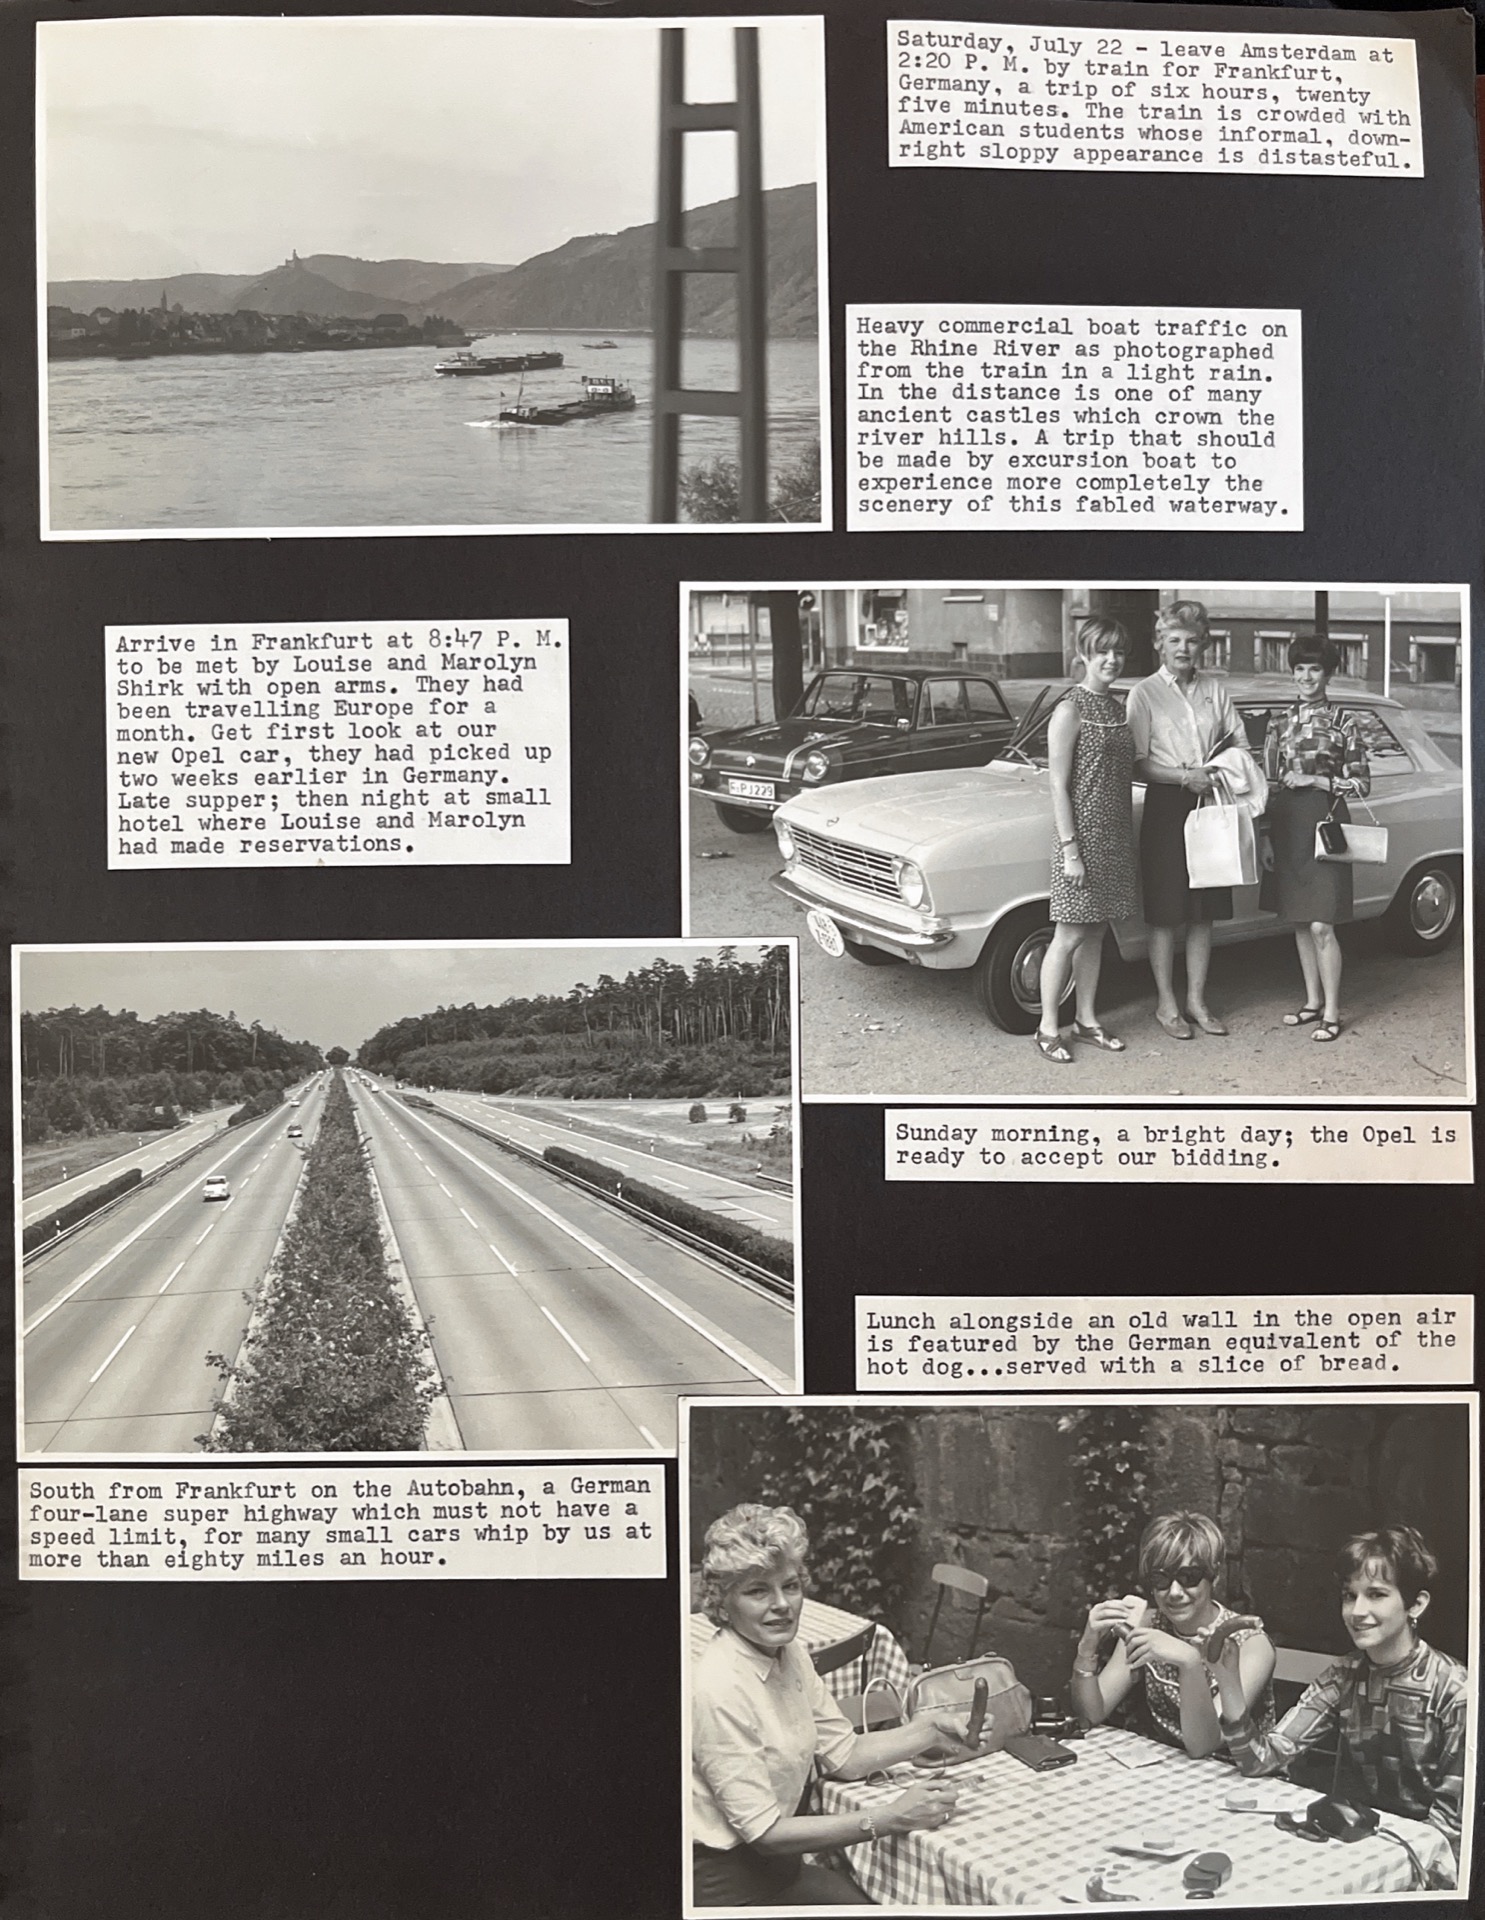 Saturday, July 22 - leave Amsterdam at
2:20 P. M. by train for Frankfurt,
Germany, a trip of six hours, twenty
five minutes. The train is crowded with
American students whose informal, down-
right sloppy appearance is distasteful.
Heavy commercial boat traffic on
the Rhine River as photographed
from the train in a light rain.
In the distance is one of many
ancient castles which crown the
river hills. A trip that should
be made by excursion boat to
experience more completely the
scenery of this fabled waterway.
Arrive in Frankfurt at 8:47 P. M.
to be met by Louise and Marolyn
Shirk with open arms. They had
been travelling Europe for a
month. Get first look at our
new Opel car, they had picked up
two weeks earlier in Germany.
Late supper; then night at small
hotel where Louise and Marolyn
had made reservations.
F-PJ229
Sunday morning, a bright day; the Opel is
ready to accept our bidding.
Lunch alongside an old wall in the open air
is featured by the German equivalent of the
hot dog...served with a slice of bread.
South from Frankfurt on the Autobahn, a German
four-lane super highway which must not have a
speed limit, for many small cars whip by us at
more than eighty miles an hour.